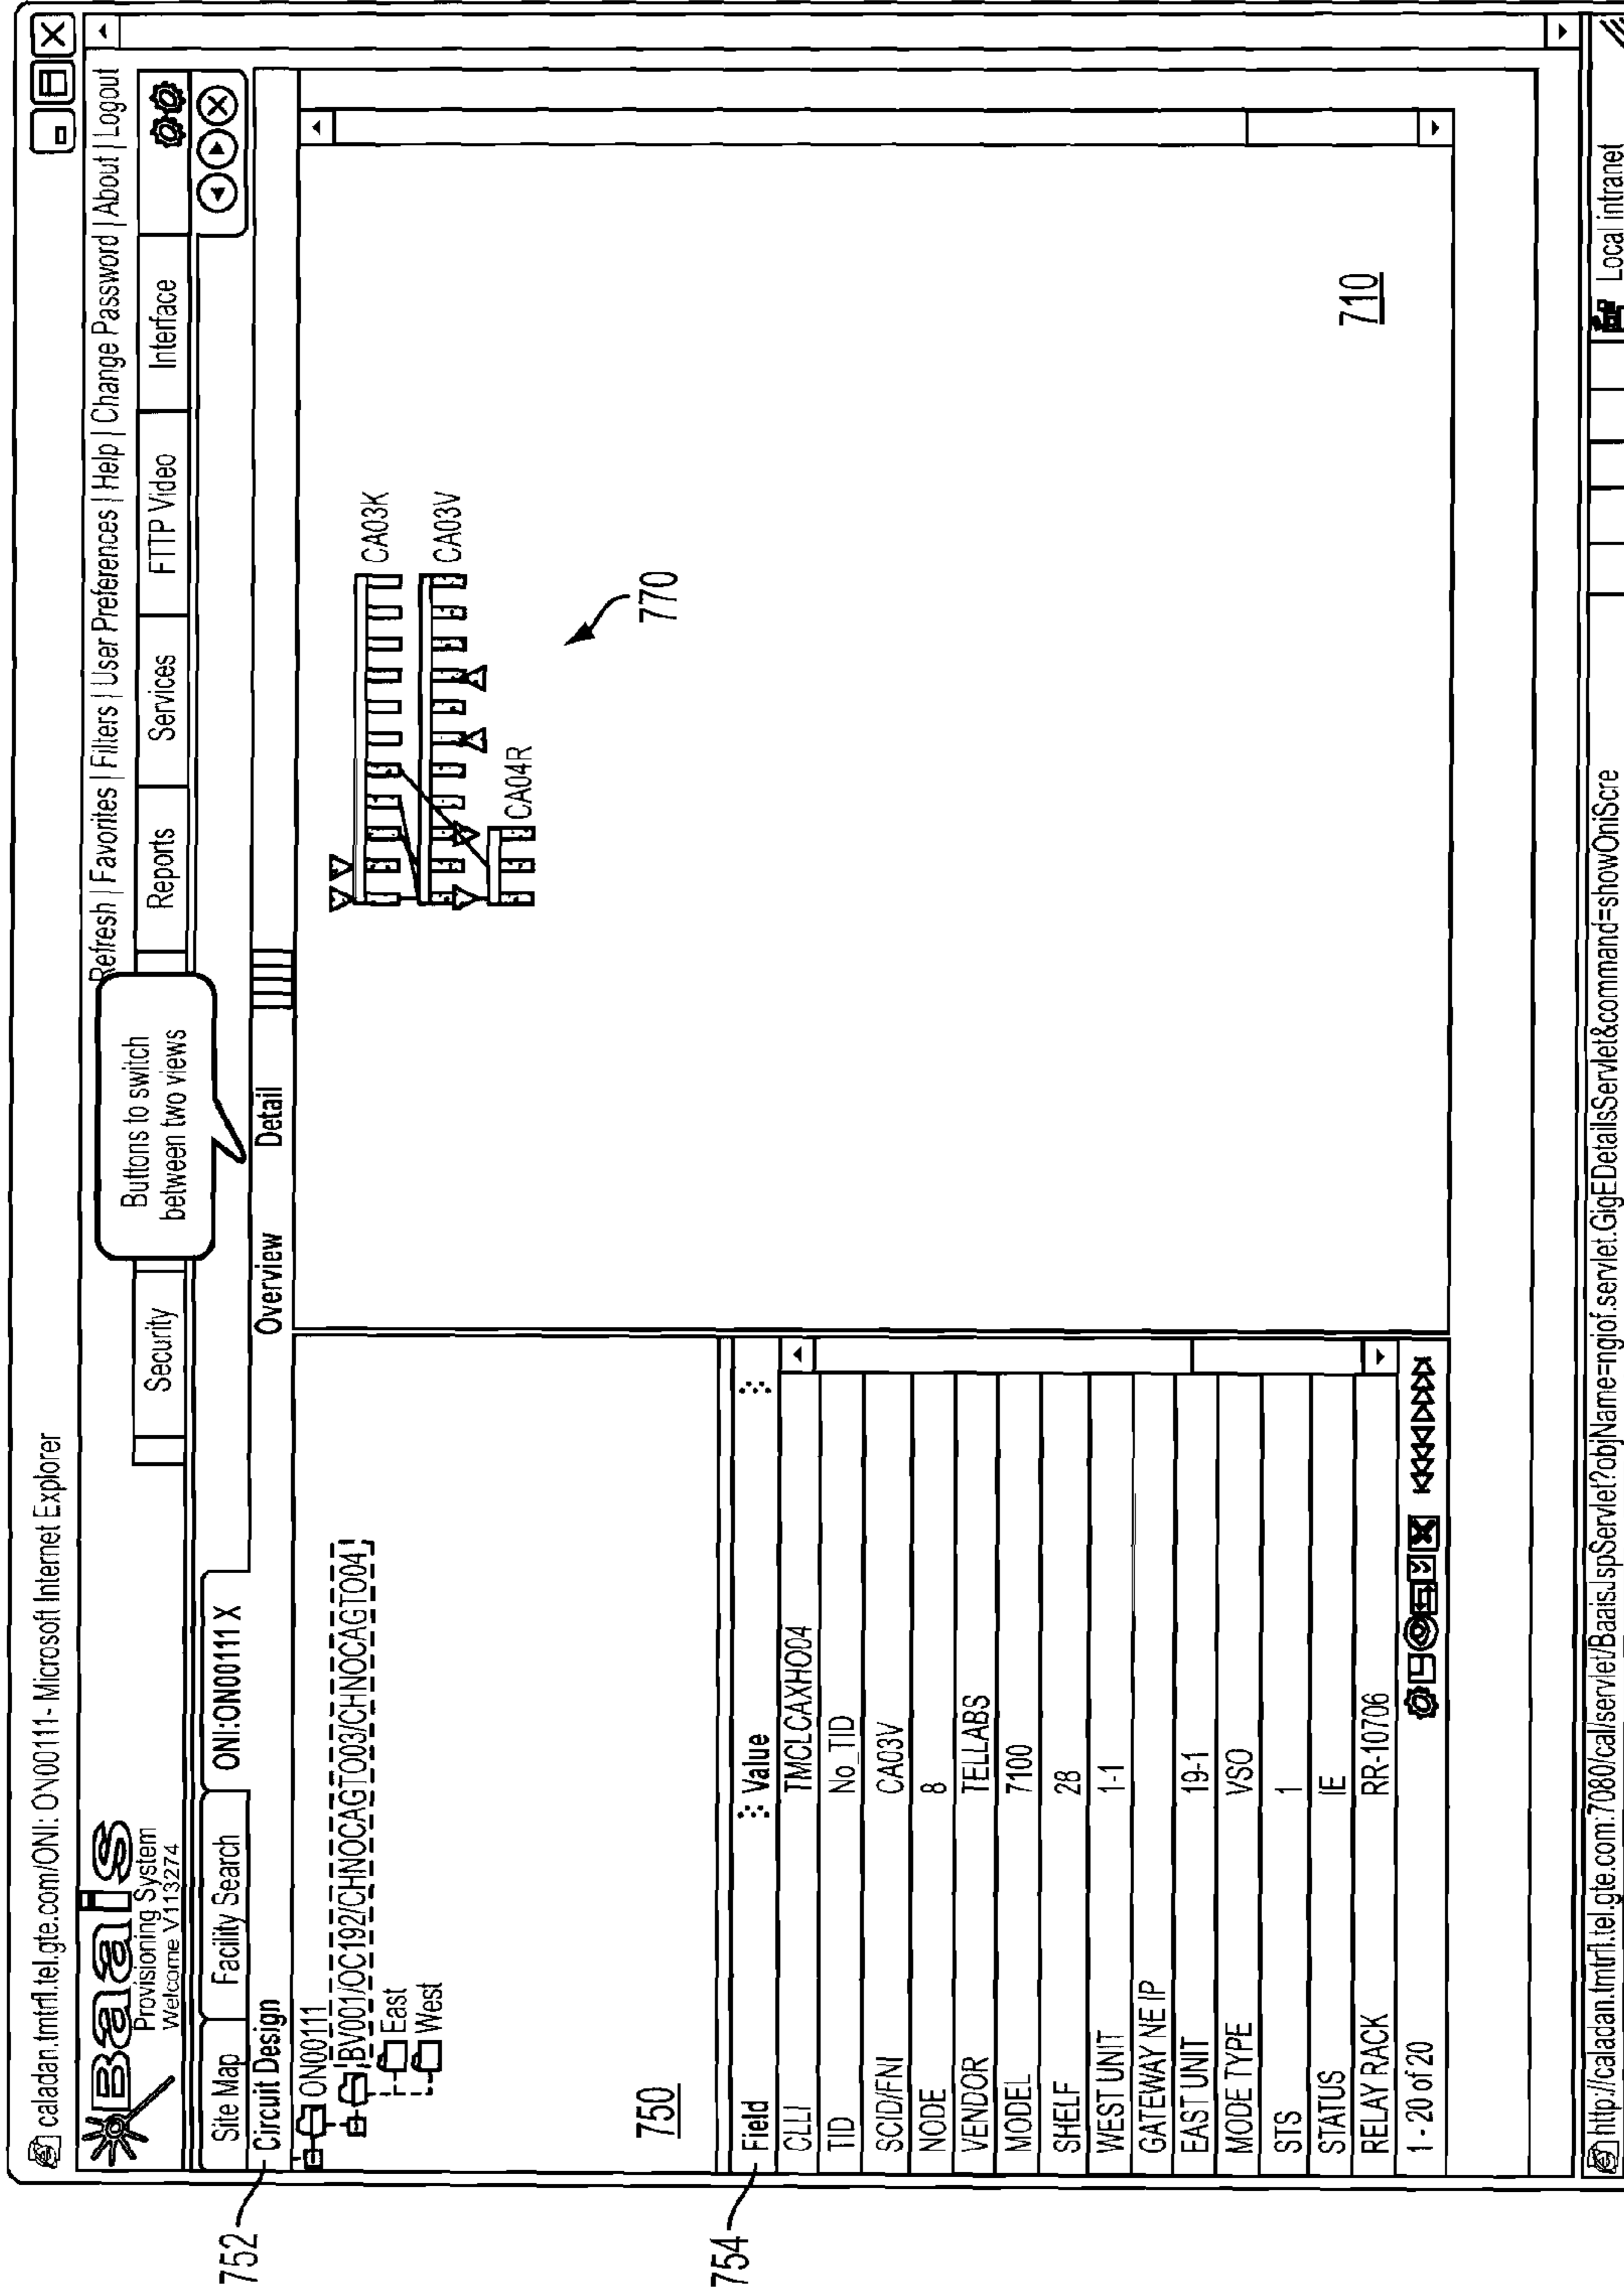 caladan.tmtrfl.tel.gte.com/ONI: ON00111- Microsoft Internet Explorer
Baais
Provisioning System
Welcome V113274
Refresh | Favorites | Filters | User Preferences | Help | Change Password | About | Logout
Security
Reports
Services
FTTP Video
Interface
Buttons to switch
between two views
Site Map
Facility Search
ONI:ON00111 X
752
Circuit Design
Overview
Detail
ON00111
BV001/OC192/CHNOCAGTO03/CHNOCAGTO04
East
West
750
CA03K
CA03V
CA04R
770
710
754
Field Value
CLLI TMCLCAXHO04
TID No_TID
SCID/FNI CA03V
NODE 8
VENDOR TELLABS
MODEL 7100
SHELF 28
WEST UNIT 1-1
GATEWAY NE IP
EAST UNIT 19-1
MODE TYPE VSO
STS 1
STATUS IE
RELAY RACK RR-10706
1 - 20 of 20
http://caladan.tmtrfl.tel.gte.com:7080/call/servlet/BaaisJspServlet?objName=ngiof.servlet.GigEDetailsServlet&command=showOniScre
Local intranet